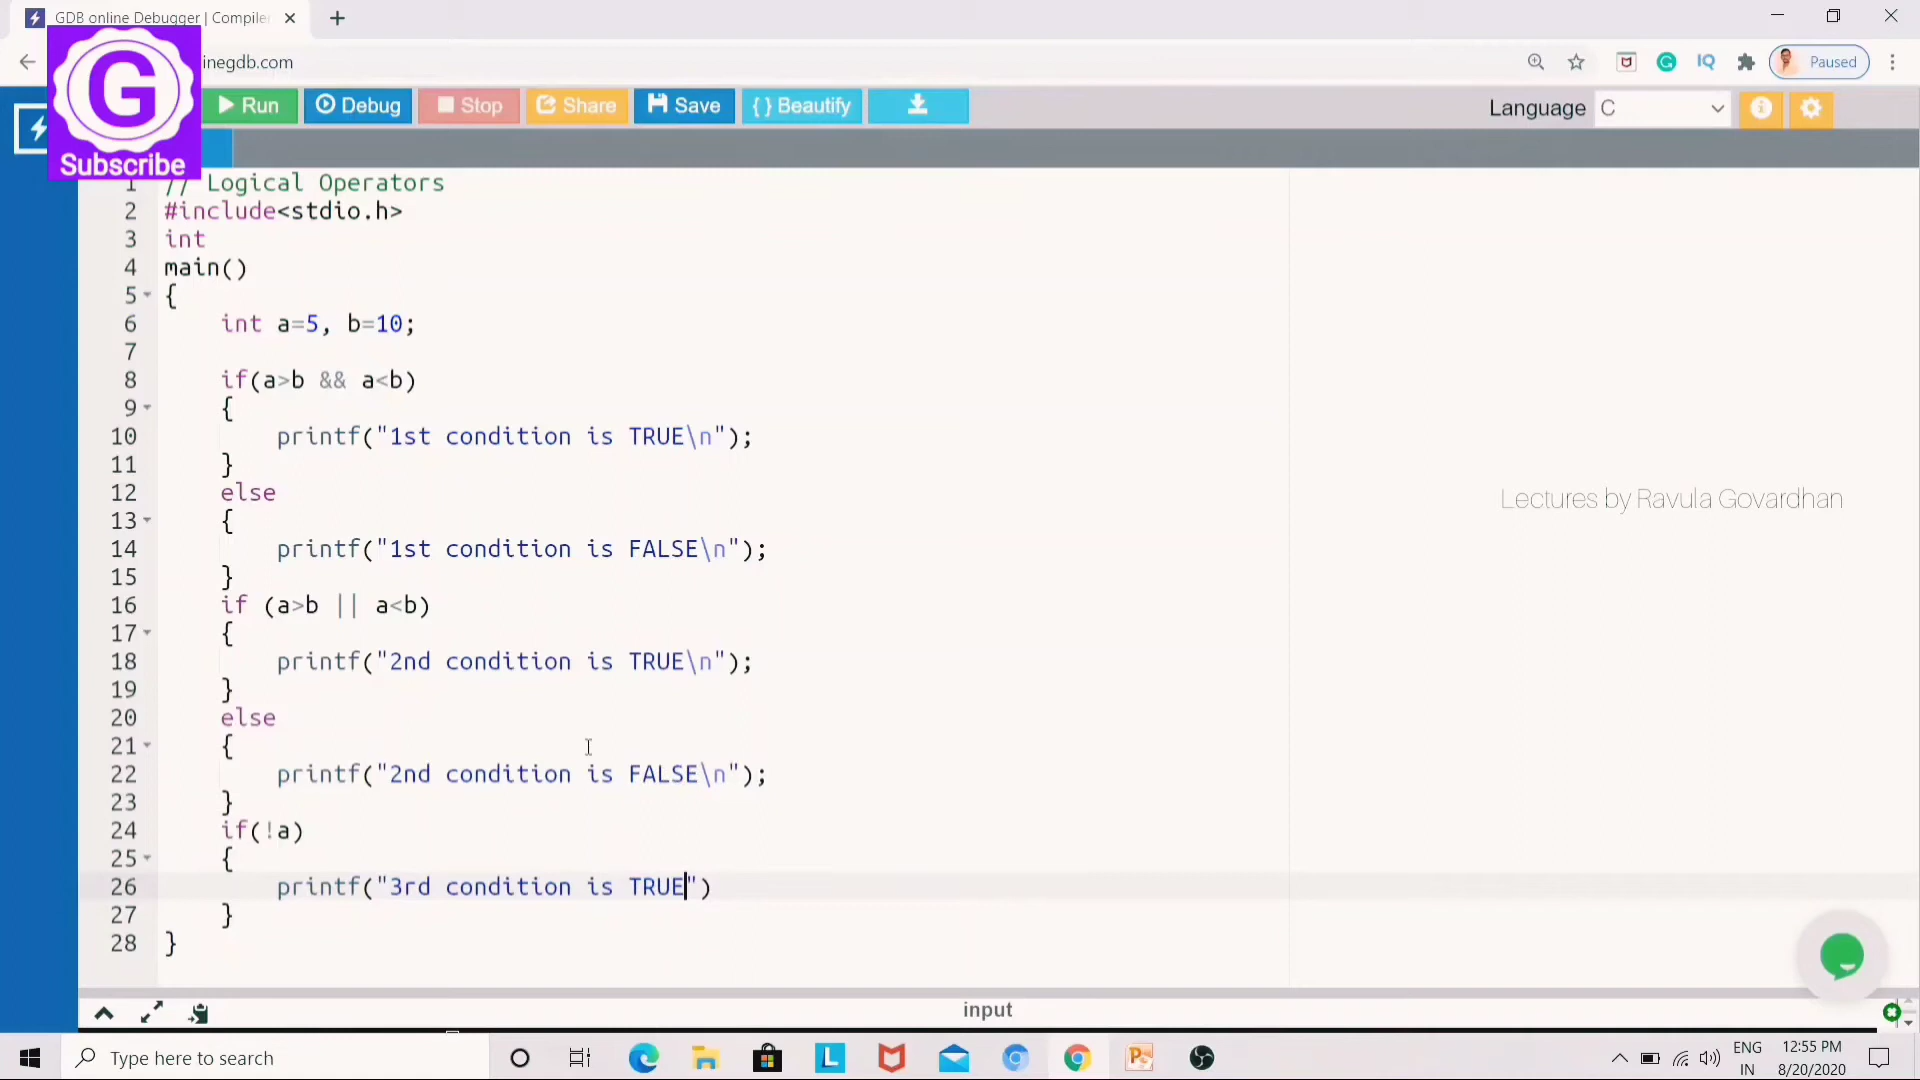 GDB online Debugger | Compiler
inegdb.com
Paused
G
Subscribe
Run
Debug
Stop
Share
Save
{ } Beautify
Language C
1 // Logical Operators
2 #include<stdio.h>
3 int
4 main()
5 {
6 int a=5, b=10;
7
8 if(a>b && a<b)
9 {
10 printf("1st condition is TRUE\n");
11 }
12 else
13 {
14 printf("1st condition is FALSE\n");
15 }
16 if (a>b || a<b)
17 {
18 printf("2nd condition is TRUE\n");
19 }
20 else
21 {
22 printf("2nd condition is FALSE\n");
23 }
24 if(!a)
25 {
26 printf("3rd condition is TRUE")
27 }
28 }
Lectures by Ravula Govardhan
input
Type here to search
ENG
IN
12:55 PM
8/20/2020